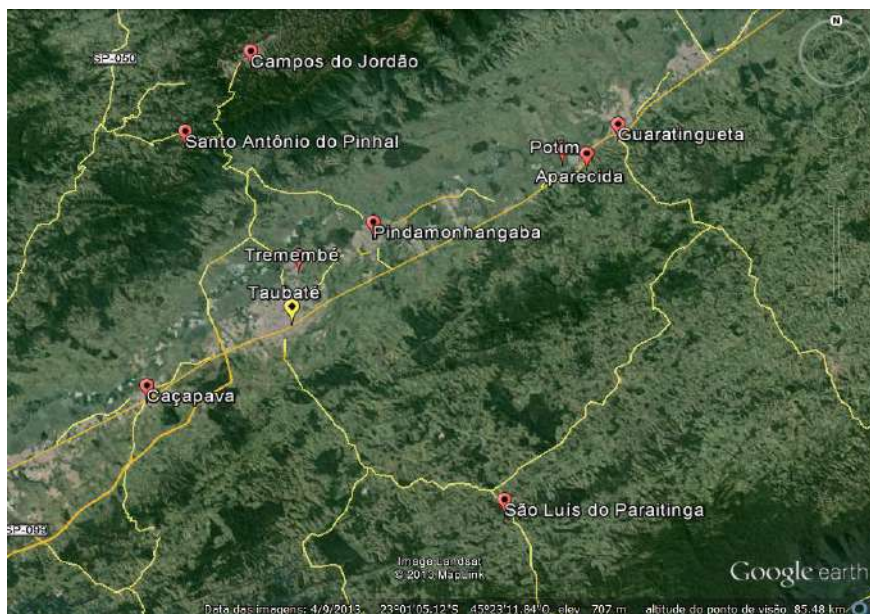 N
SP-050
Campos do Jordão
Santo Antônio do Pinhal
Guaratingueta
Potim
Aparecida
Pindamonhangaba
Tremembé
Taubaté
Caçapava
São Luís do Paraitinga
SP-099
Image Landsat
© 2013 MapLink
Google earth
Data das imagens: 4/9/2013 23°01'05.12"S 45°23'11.84"O elev 707 m altitude do ponto de visão 85.48 km